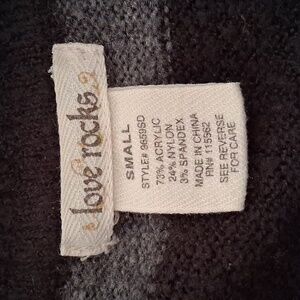 love rocks
SMALL
STYLE# 9659SD
73% ACRYLIC
24% NYLON
3% SPANDEX
MADE IN CHINA
RN# 115562
SEE REVERSE
FOR CARE